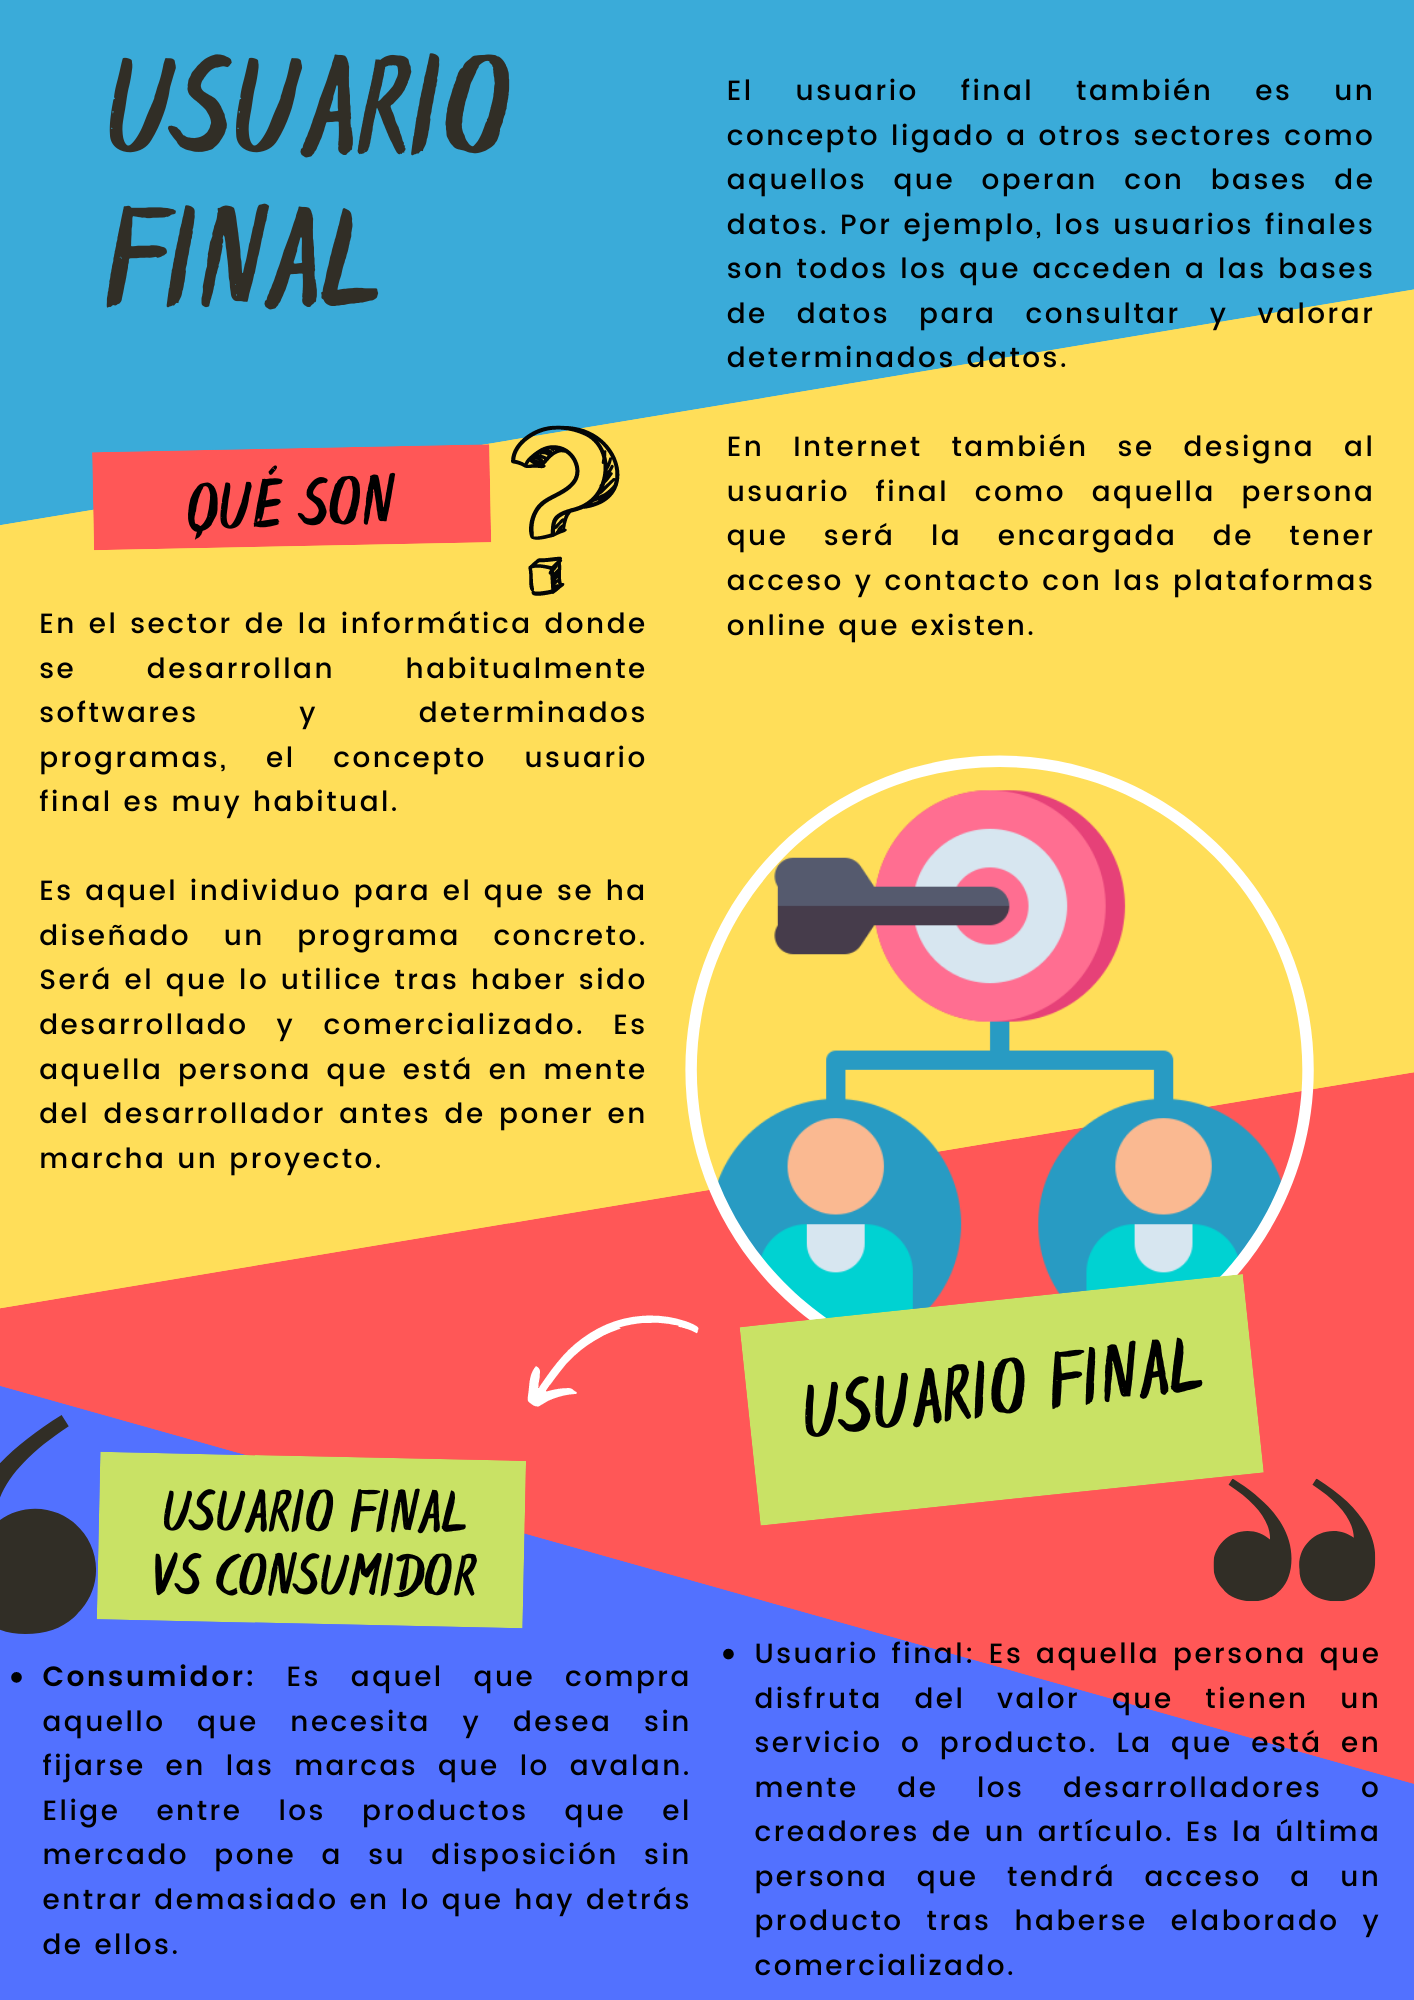 USUARIO
FINAL
QUÉ SON
?
En el sector de la informática donde
se desarrollan habitualmente
softwares y determinados
programas, el concepto usuario
final es muy habitual.
Es aquel individuo para el que se ha
diseñado un programa concreto.
Será el que lo utilice tras haber sido
desarrollado y comercializado. Es
aquella persona que está en mente
del desarrollador antes de poner en
marcha un proyecto.
El usuario final también es un
concepto ligado a otros sectores como
aquellos que operan con bases de
datos. Por ejemplo, los usuarios finales
son todos los que acceden a las bases
de datos para consultar y valorar
determinados datos.
En Internet también se designa al
usuario final como aquella persona
que será la encargada de tener
acceso y contacto con las plataformas
online que existen.
USUARIO FINAL
USUARIO FINAL
VS CONSUMIDOR
• Consumidor: Es aquel que compra
aquello que necesita y desea sin
fijarse en las marcas que lo avalan.
Elige entre los productos que el
mercado pone a su disposición sin
entrar demasiado en lo que hay detrás
de ellos.
• Usuario final: Es aquella persona que
disfruta del valor que tienen un
servicio o producto. La que está en
mente de los desarrolladores o
creadores de un artículo. Es la última
persona que tendrá acceso a un
producto tras haberse elaborado y
comercializado.